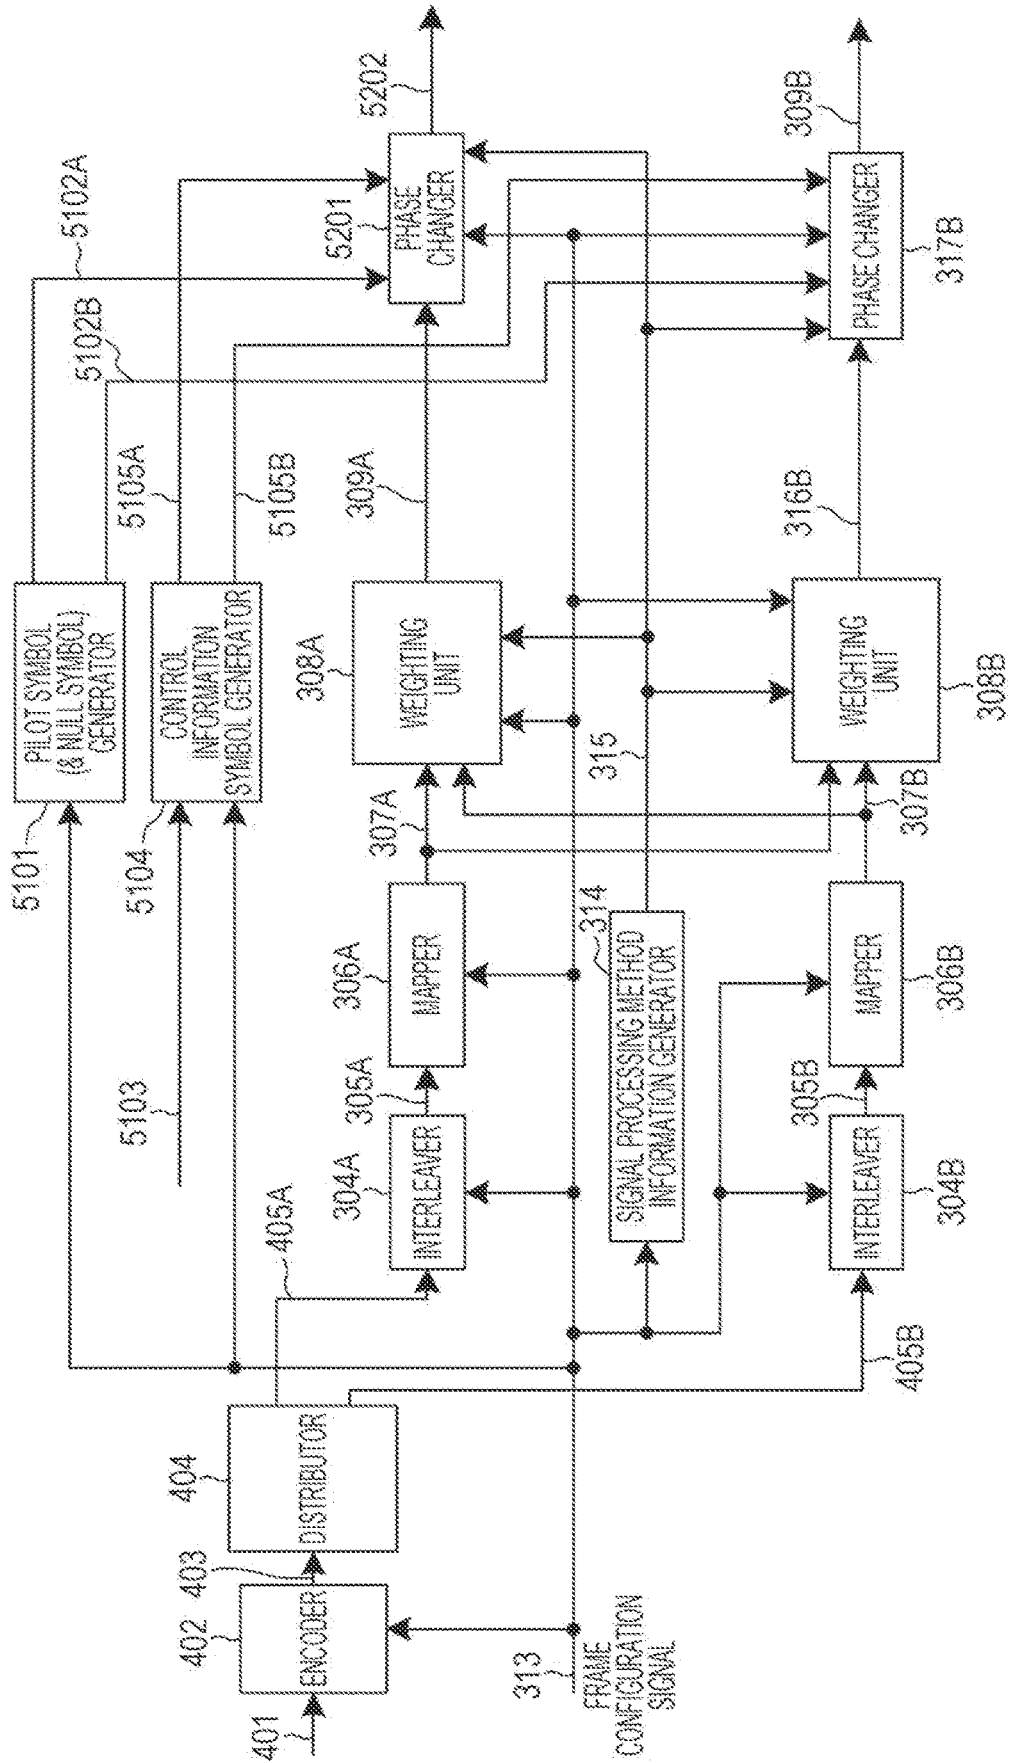 401
402
ENCODER
403
404
DISTRIBUTOR
405A
405B
313
FRAME
CONFIGURATION
SIGNAL
5101
PILOT SYMBOL
(& NULL SYMBOL)
GENERATOR
5102A
5102B
5103
5104
CONTROL
INFORMATION
SYMBOL GENERATOR
5105A
5105B
304A
INTERLEAVER
305A
306A
MAPPER
307A
308A
WEIGHTING
UNIT
309A
5201
PHASE
CHANGER
5202
314
SIGNAL PROCESSING METHOD
INFORMATION GENERATOR
315
304B
INTERLEAVER
305B
306B
MAPPER
307B
308B
WEIGHTING
UNIT
316B
317B
PHASE CHANGER
309B